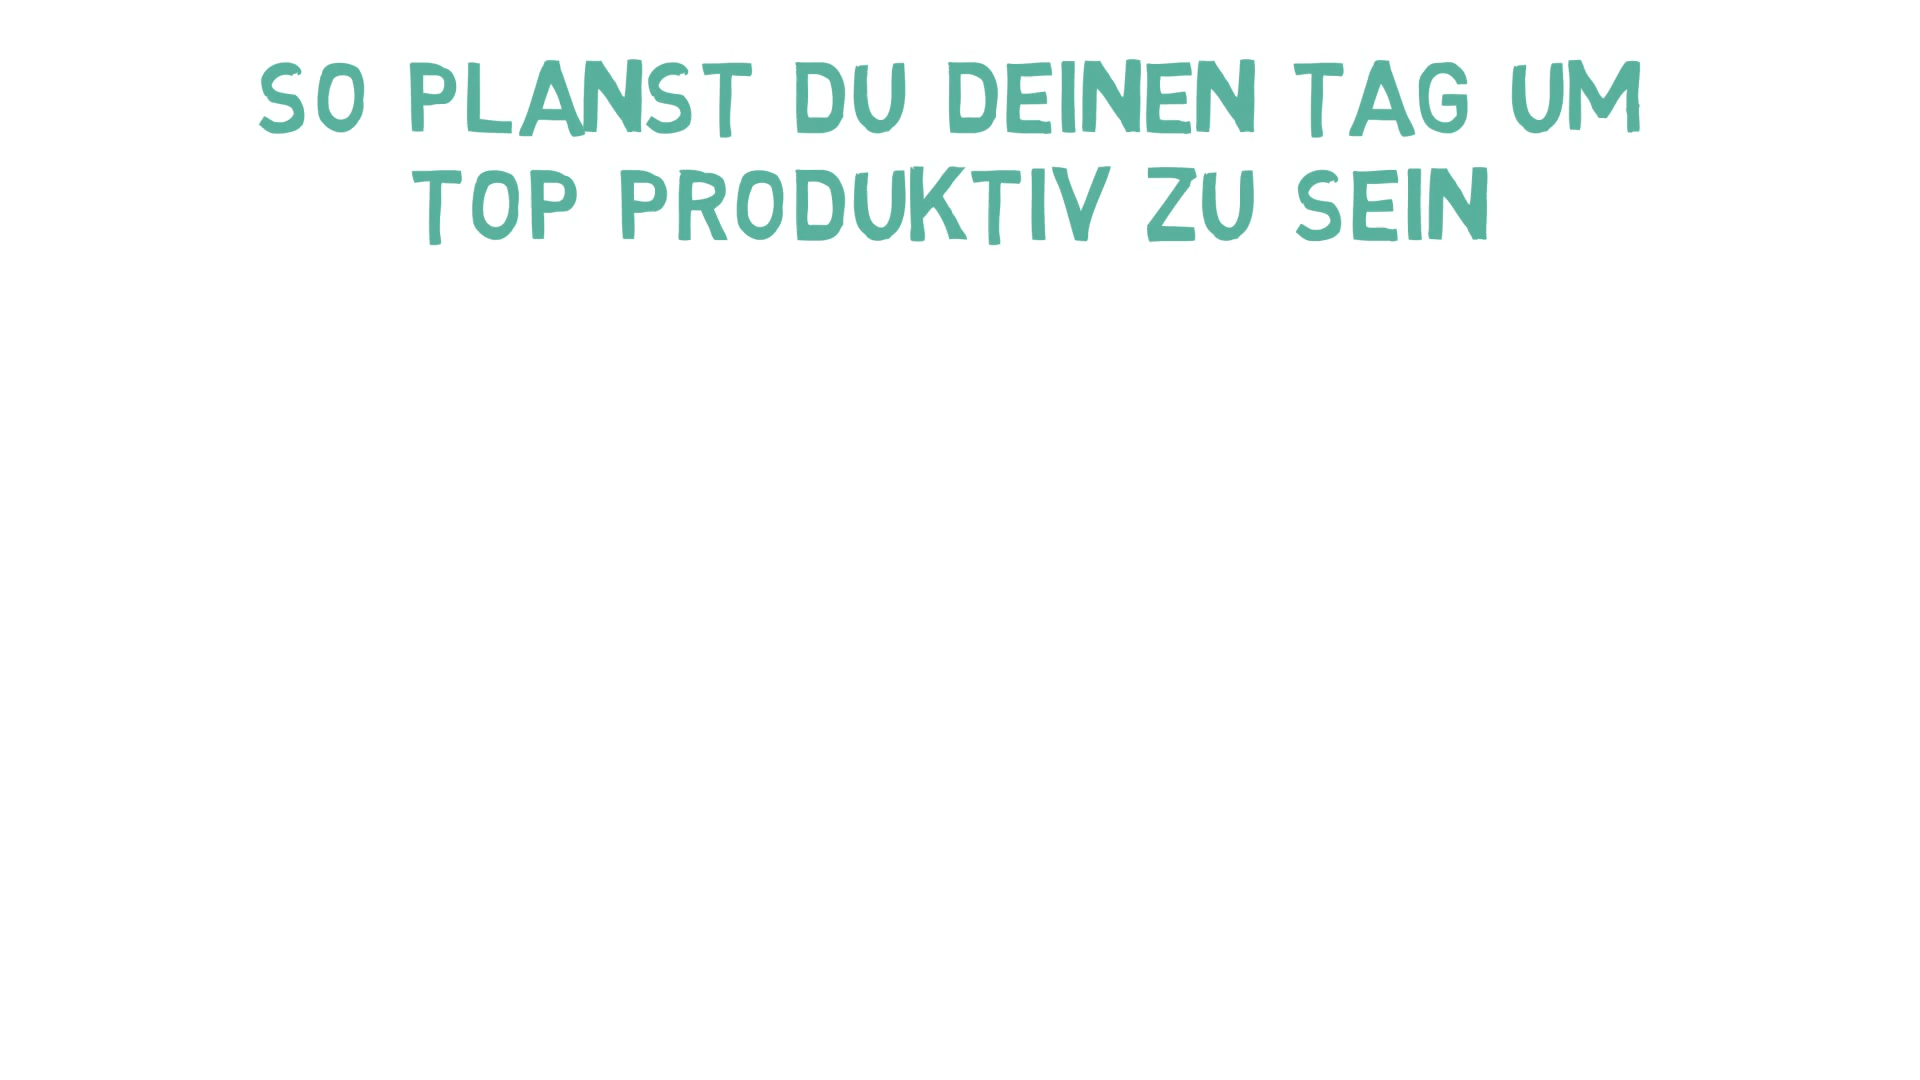 SO PLANST DU DEINEN TAG UM
TOP PRODUKTIV ZU SEIN